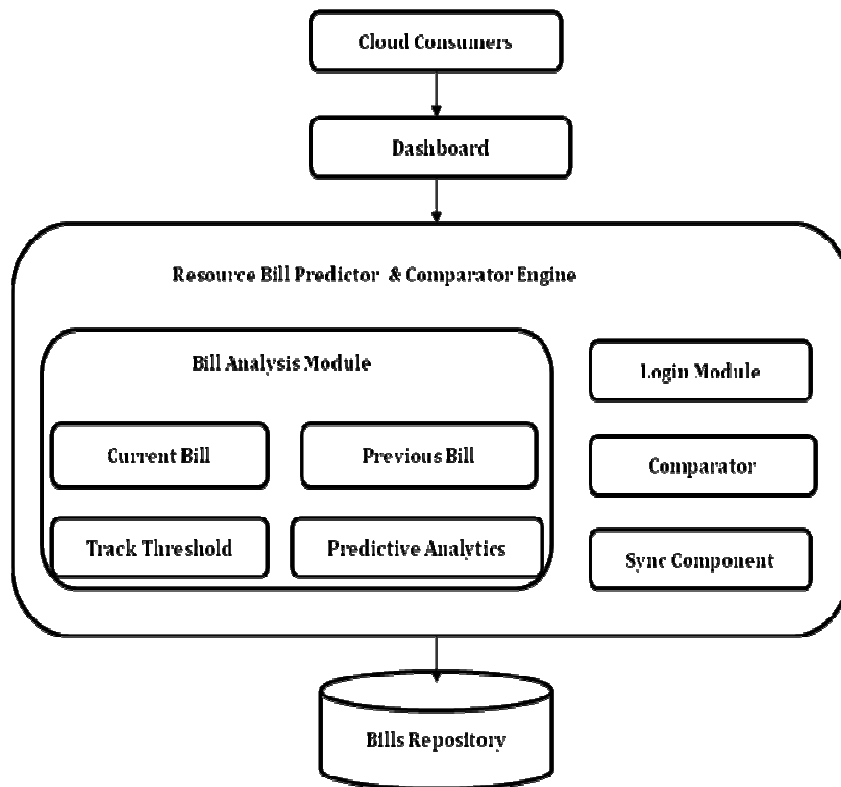 Cloud Consumers
Dashboard
Resource Bill Predictor & Comparator Engine
Bill Analysis Module
Login Module
Current Bill
Previous Bill
Comparator
Track Threshold
Predictive Analytics
Sync Component
Bills Repository